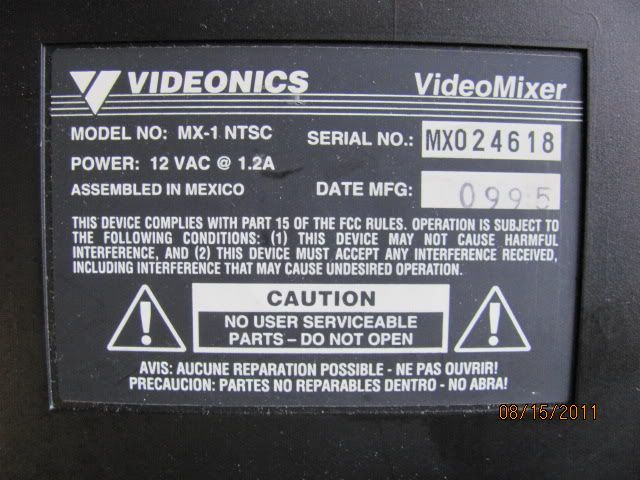 VIDEONICS VideoMixer
MODEL NO: MX-1 NTSC SERIAL NO.: MX024618
POWER: 12 VAC @ 1.2A
ASSEMBLED IN MEXICO DATE MFG: 0995
THIS DEVICE COMPLIES WITH PART 15 OF THE FCC RULES. OPERATION IS SUBJECT TO
THE FOLLOWING CONDITIONS: (1) THIS DEVICE MAY NOT CAUSE HARMFUL
INTERFERENCE, AND (2) THIS DEVICE MUST ACCEPT ANY INTERFERENCE RECEIVED,
INCLUDING INTERFERENCE THAT MAY CAUSE UNDESIRED OPERATION.
CAUTION
NO USER SERVICEABLE
PARTS – DO NOT OPEN
! !
AVIS: AUCUNE REPARATION POSSIBLE - NE PAS OUVRIR!
PRECAUCION: PARTES NO REPARABLES DENTRO - NO ABRA!
08/15/2011